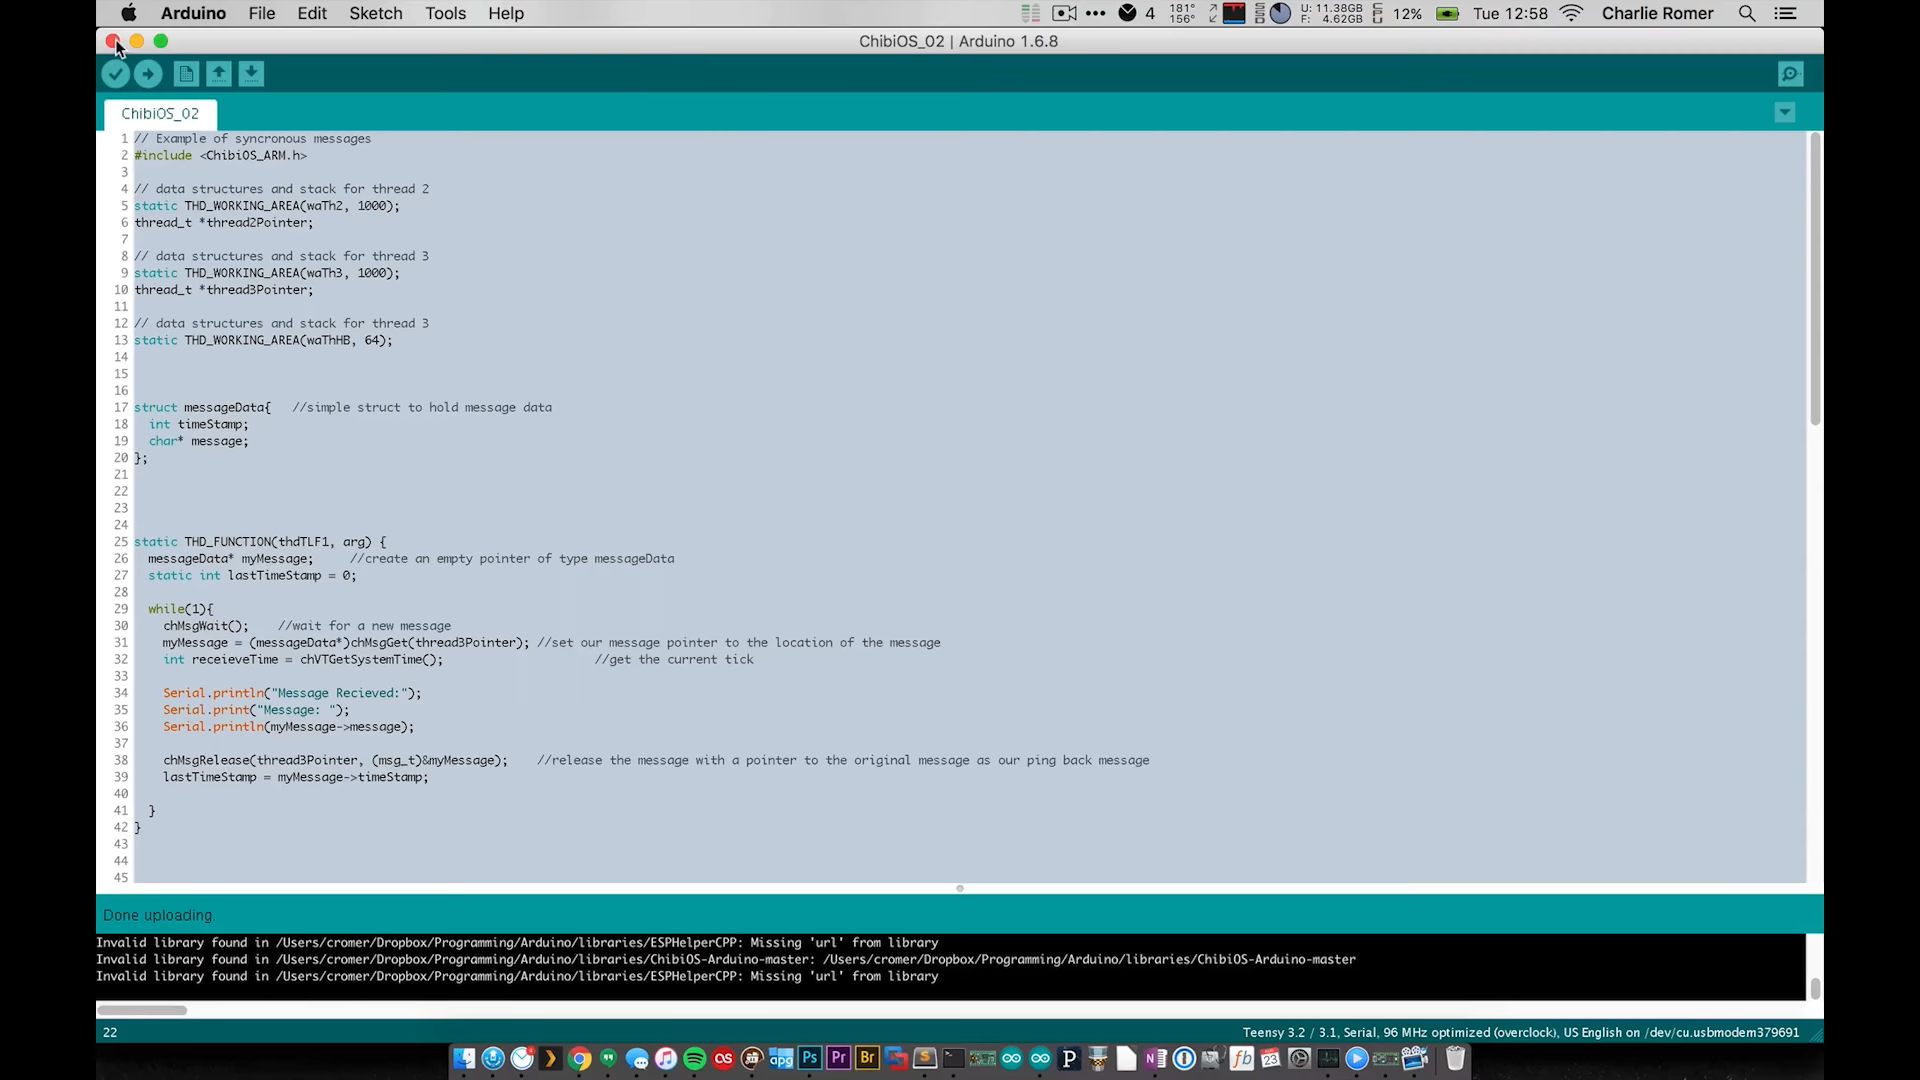 Arduino File Edit Sketch Tools Help 4 181° 156° U: 11.38GB F: 4.62GB 12% Tue 12:58 Charlie Romer
ChibiOS_02 | Arduino 1.6.8
ChibiOS_02
1 // Example of syncronous messages
2 #include <ChibiOS_ARM.h>
3
4 // data structures and stack for thread 2
5 static THD_WORKING_AREA(waTh2, 1000);
6 thread_t *thread2Pointer;
7
8 // data structures and stack for thread 3
9 static THD_WORKING_AREA(waTh3, 1000);
10 thread_t *thread3Pointer;
11
12 // data structures and stack for thread 3
13 static THD_WORKING_AREA(waThHB, 64);
14
15
16
17 struct messageData{ //simple struct to hold message data
18 int timeStamp;
19 char* message;
20 };
21
22
23
24
25 static THD_FUNCTION(thdTLF1, arg) {
26 messageData* myMessage; //create an empty pointer of type messageData
27 static int lastTimeStamp = 0;
28
29 while(1){
30 chMsgWait(); //wait for a new message
31 myMessage = (messageData*)chMsgGet(thread3Pointer); //set our message pointer to the location of the message
32 int receieveTime = chVTGetSystemTime(); //get the current tick
33
34 Serial.println("Message Recieved:");
35 Serial.print("Message: ");
36 Serial.println(myMessage->message);
37
38 chMsgRelease(thread3Pointer, (msg_t)&myMessage); //release the message with a pointer to the original message as our ping back message
39 lastTimeStamp = myMessage->timeStamp;
40
41 }
42 }
43
44
45
Done uploading.
Invalid library found in /Users/cromer/Dropbox/Programming/Arduino/libraries/ESPHelperCPP: Missing 'url' from library
Invalid library found in /Users/cromer/Dropbox/Programming/Arduino/libraries/ChibiOS-Arduino-master: /Users/cromer/Dropbox/Programming/Arduino/libraries/ChibiOS-Arduino-master
Invalid library found in /Users/cromer/Dropbox/Programming/Arduino/libraries/ESPHelperCPP: Missing 'url' from library
22 Teensy 3.2 / 3.1, Serial, 96 MHz optimized (overclock), US English on /dev/cu.usbmodem379691
apg Ps Pr Br S P N fb 23